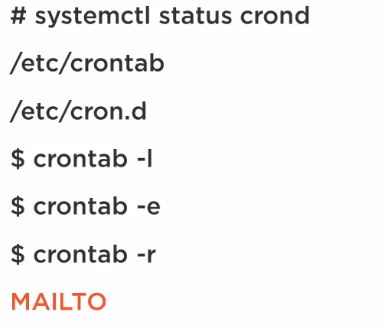 # systemctl status crond
/etc/crontab
/etc/cron.d
$ crontab -l
$ crontab -e
$ crontab -r
MAILTO